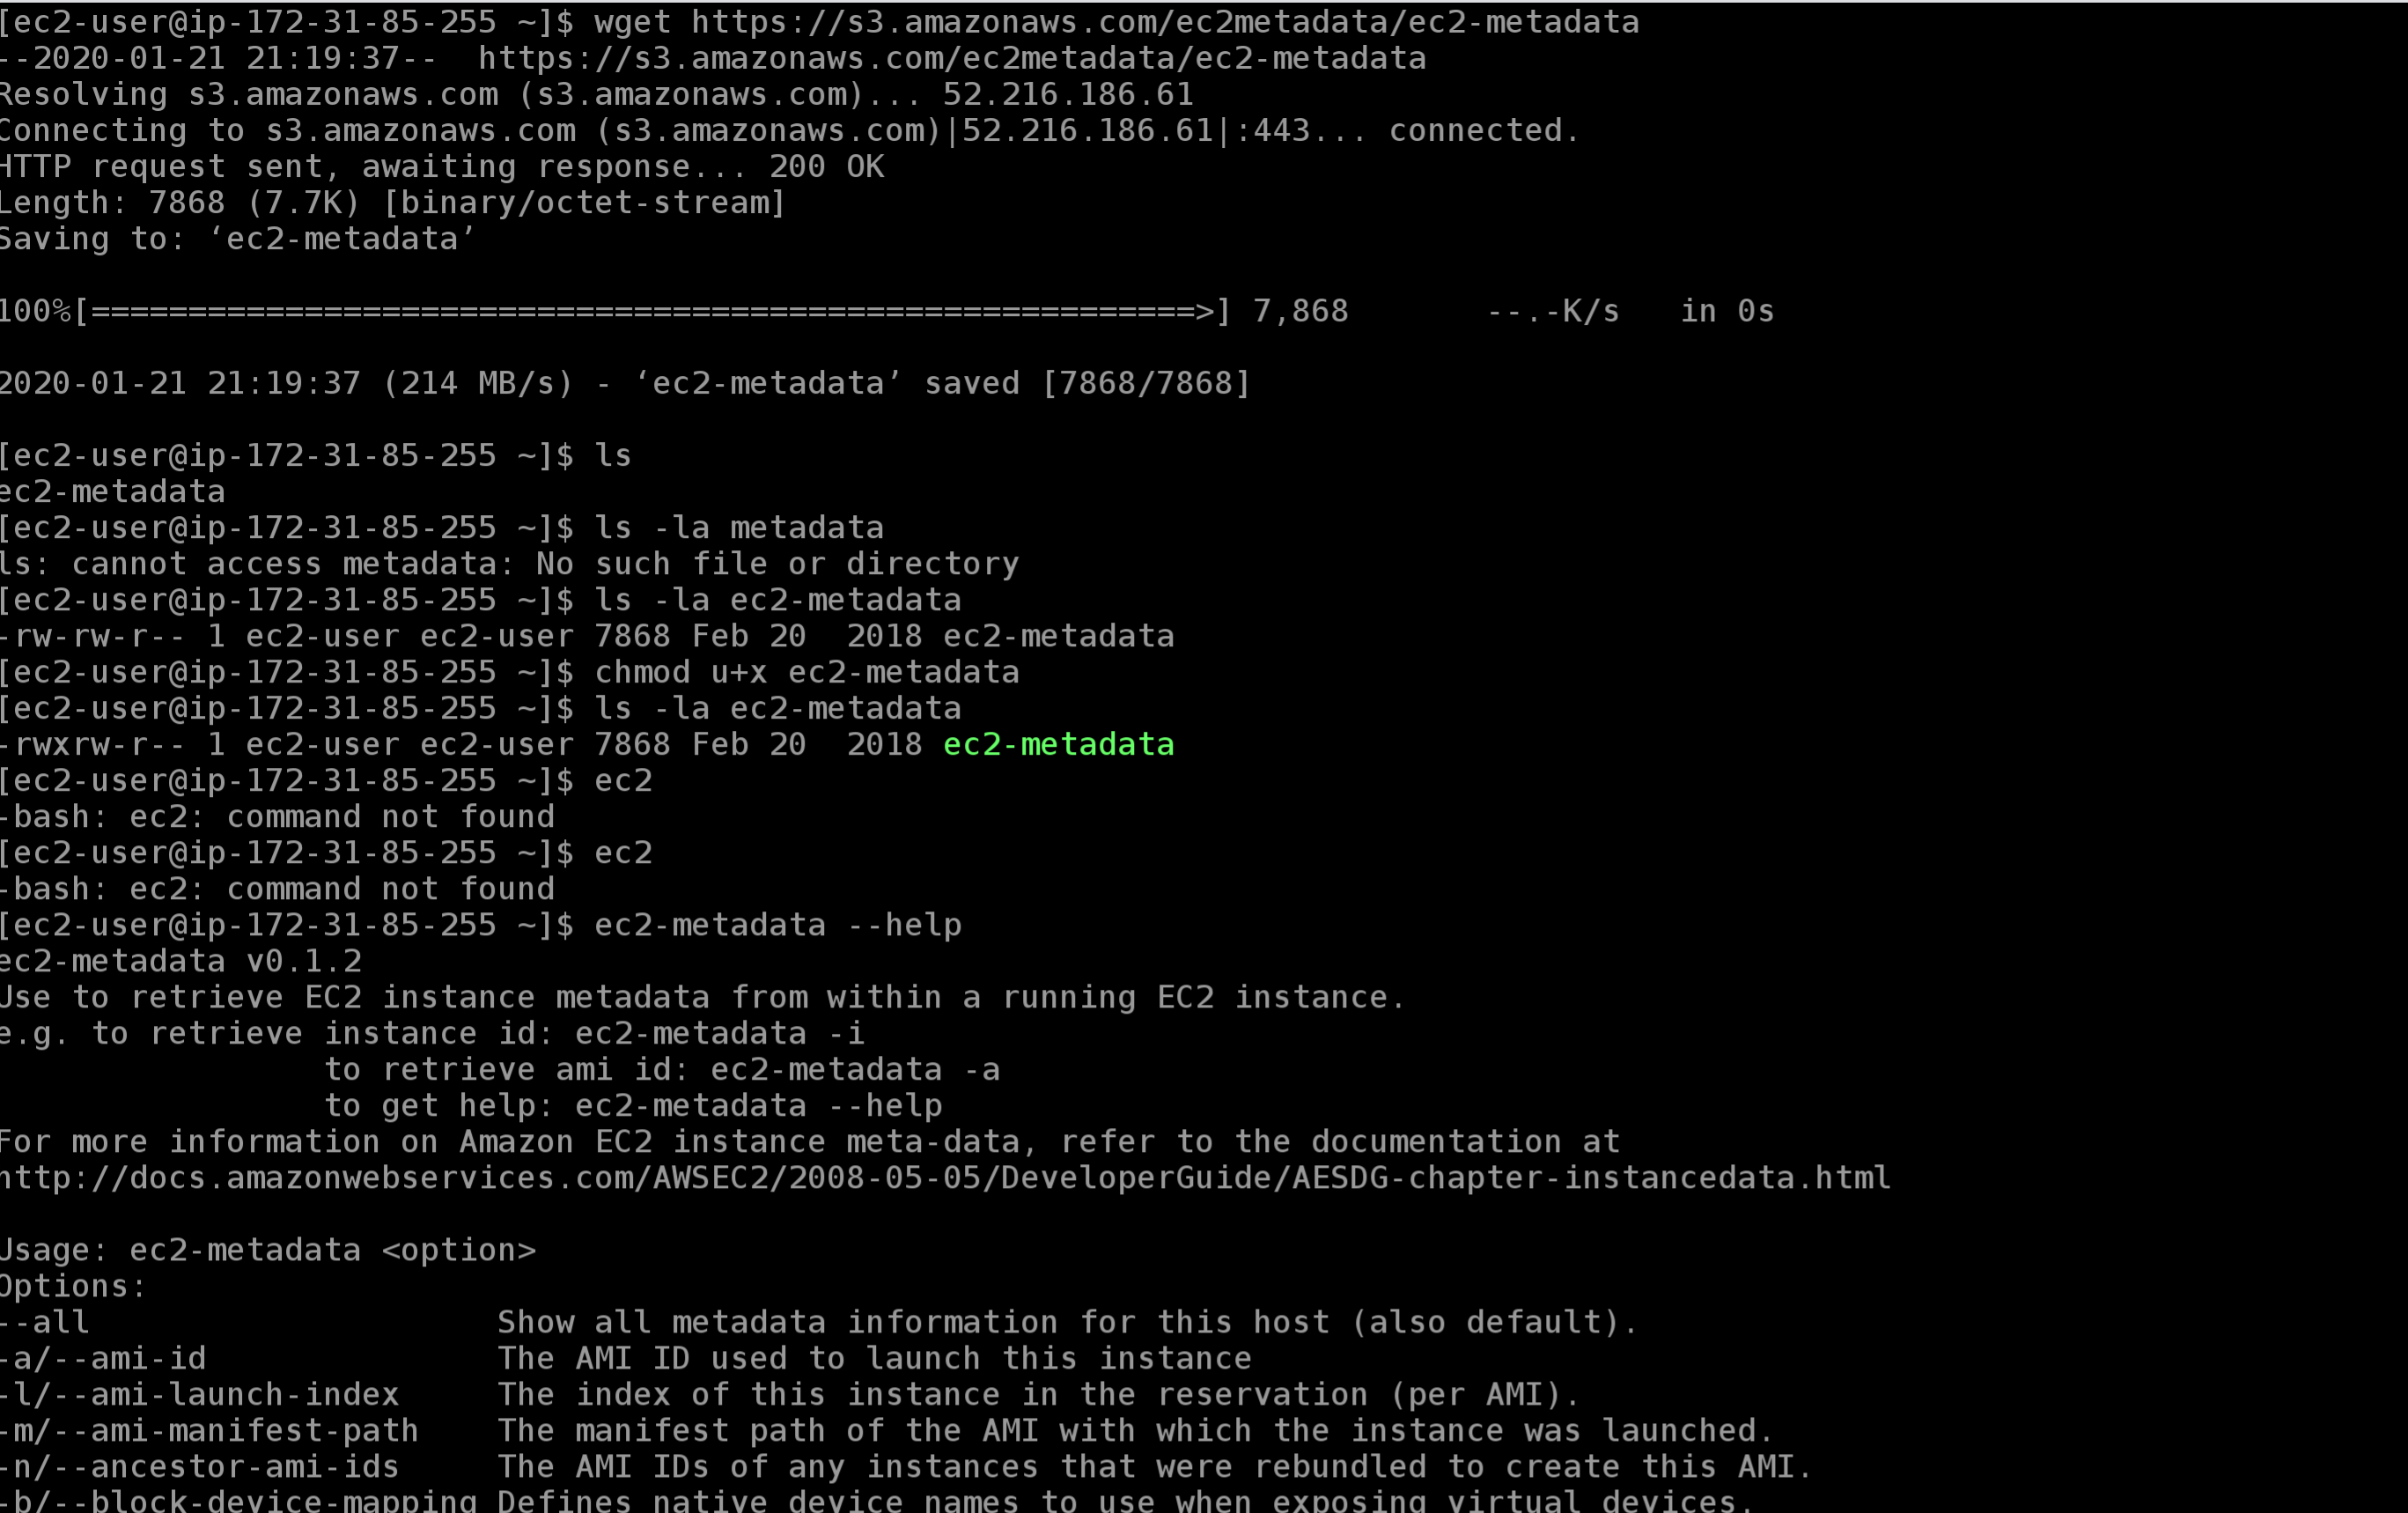 [ec2-user@ip-172-31-85-255 ~]$ wget https://s3.amazonaws.com/ec2metadata/ec2-metadata
--2020-01-21 21:19:37--  https://s3.amazonaws.com/ec2metadata/ec2-metadata
Resolving s3.amazonaws.com (s3.amazonaws.com)... 52.216.186.61
Connecting to s3.amazonaws.com (s3.amazonaws.com)|52.216.186.61|:443... connected.
HTTP request sent, awaiting response... 200 OK
Length: 7868 (7.7K) [binary/octet-stream]
Saving to: ‘ec2-metadata’
100%[=========================================================>] 7,868       --.-K/s   in 0s
2020-01-21 21:19:37 (214 MB/s) - ‘ec2-metadata’ saved [7868/7868]
[ec2-user@ip-172-31-85-255 ~]$ ls
ec2-metadata
[ec2-user@ip-172-31-85-255 ~]$ ls -la metadata
ls: cannot access metadata: No such file or directory
[ec2-user@ip-172-31-85-255 ~]$ ls -la ec2-metadata
-rw-rw-r-- 1 ec2-user ec2-user 7868 Feb 20  2018 ec2-metadata
[ec2-user@ip-172-31-85-255 ~]$ chmod u+x ec2-metadata
[ec2-user@ip-172-31-85-255 ~]$ ls -la ec2-metadata
-rwxrw-r-- 1 ec2-user ec2-user 7868 Feb 20  2018 ec2-metadata
[ec2-user@ip-172-31-85-255 ~]$ ec2
-bash: ec2: command not found
[ec2-user@ip-172-31-85-255 ~]$ ec2
-bash: ec2: command not found
[ec2-user@ip-172-31-85-255 ~]$ ec2-metadata --help
ec2-metadata v0.1.2
Use to retrieve EC2 instance metadata from within a running EC2 instance.
e.g. to retrieve instance id: ec2-metadata -i
                 to retrieve ami id: ec2-metadata -a
                 to get help: ec2-metadata --help
For more information on Amazon EC2 instance meta-data, refer to the documentation at
http://docs.amazonwebservices.com/AWSEC2/2008-05-05/DeveloperGuide/AESDG-chapter-instancedata.html
Usage: ec2-metadata <option>
Options:
--all                     Show all metadata information for this host (also default).
-a/--ami-id               The AMI ID used to launch this instance
-l/--ami-launch-index     The index of this instance in the reservation (per AMI).
-m/--ami-manifest-path    The manifest path of the AMI with which the instance was launched.
-n/--ancestor-ami-ids     The AMI IDs of any instances that were rebundled to create this AMI.
-b/--block-device-mapping Defines native device names to use when exposing virtual devices.